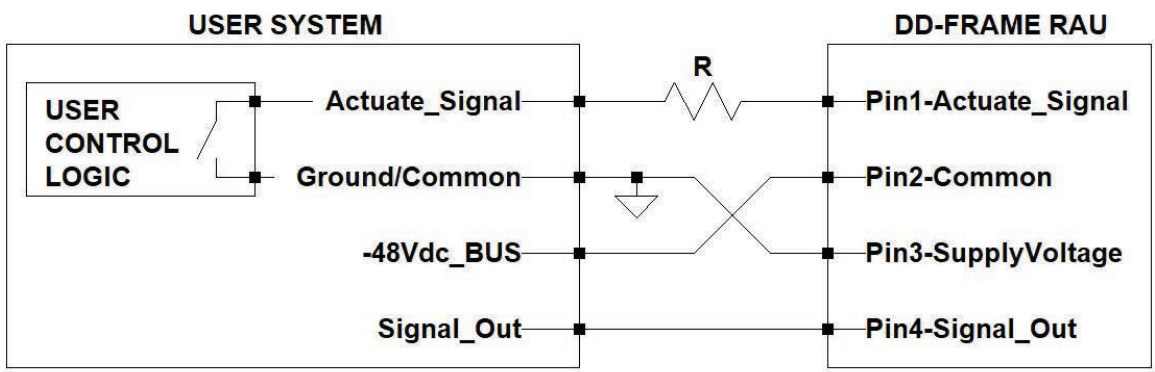 USER SYSTEM
DD-FRAME RAU
R
USER
CONTROL
LOGIC
Actuate_Signal
Ground/Common
-48Vdc_BUS
Signal_Out
Pin1-Actuate_Signal
Pin2-Common
Pin3-SupplyVoltage
Pin4-Signal_Out